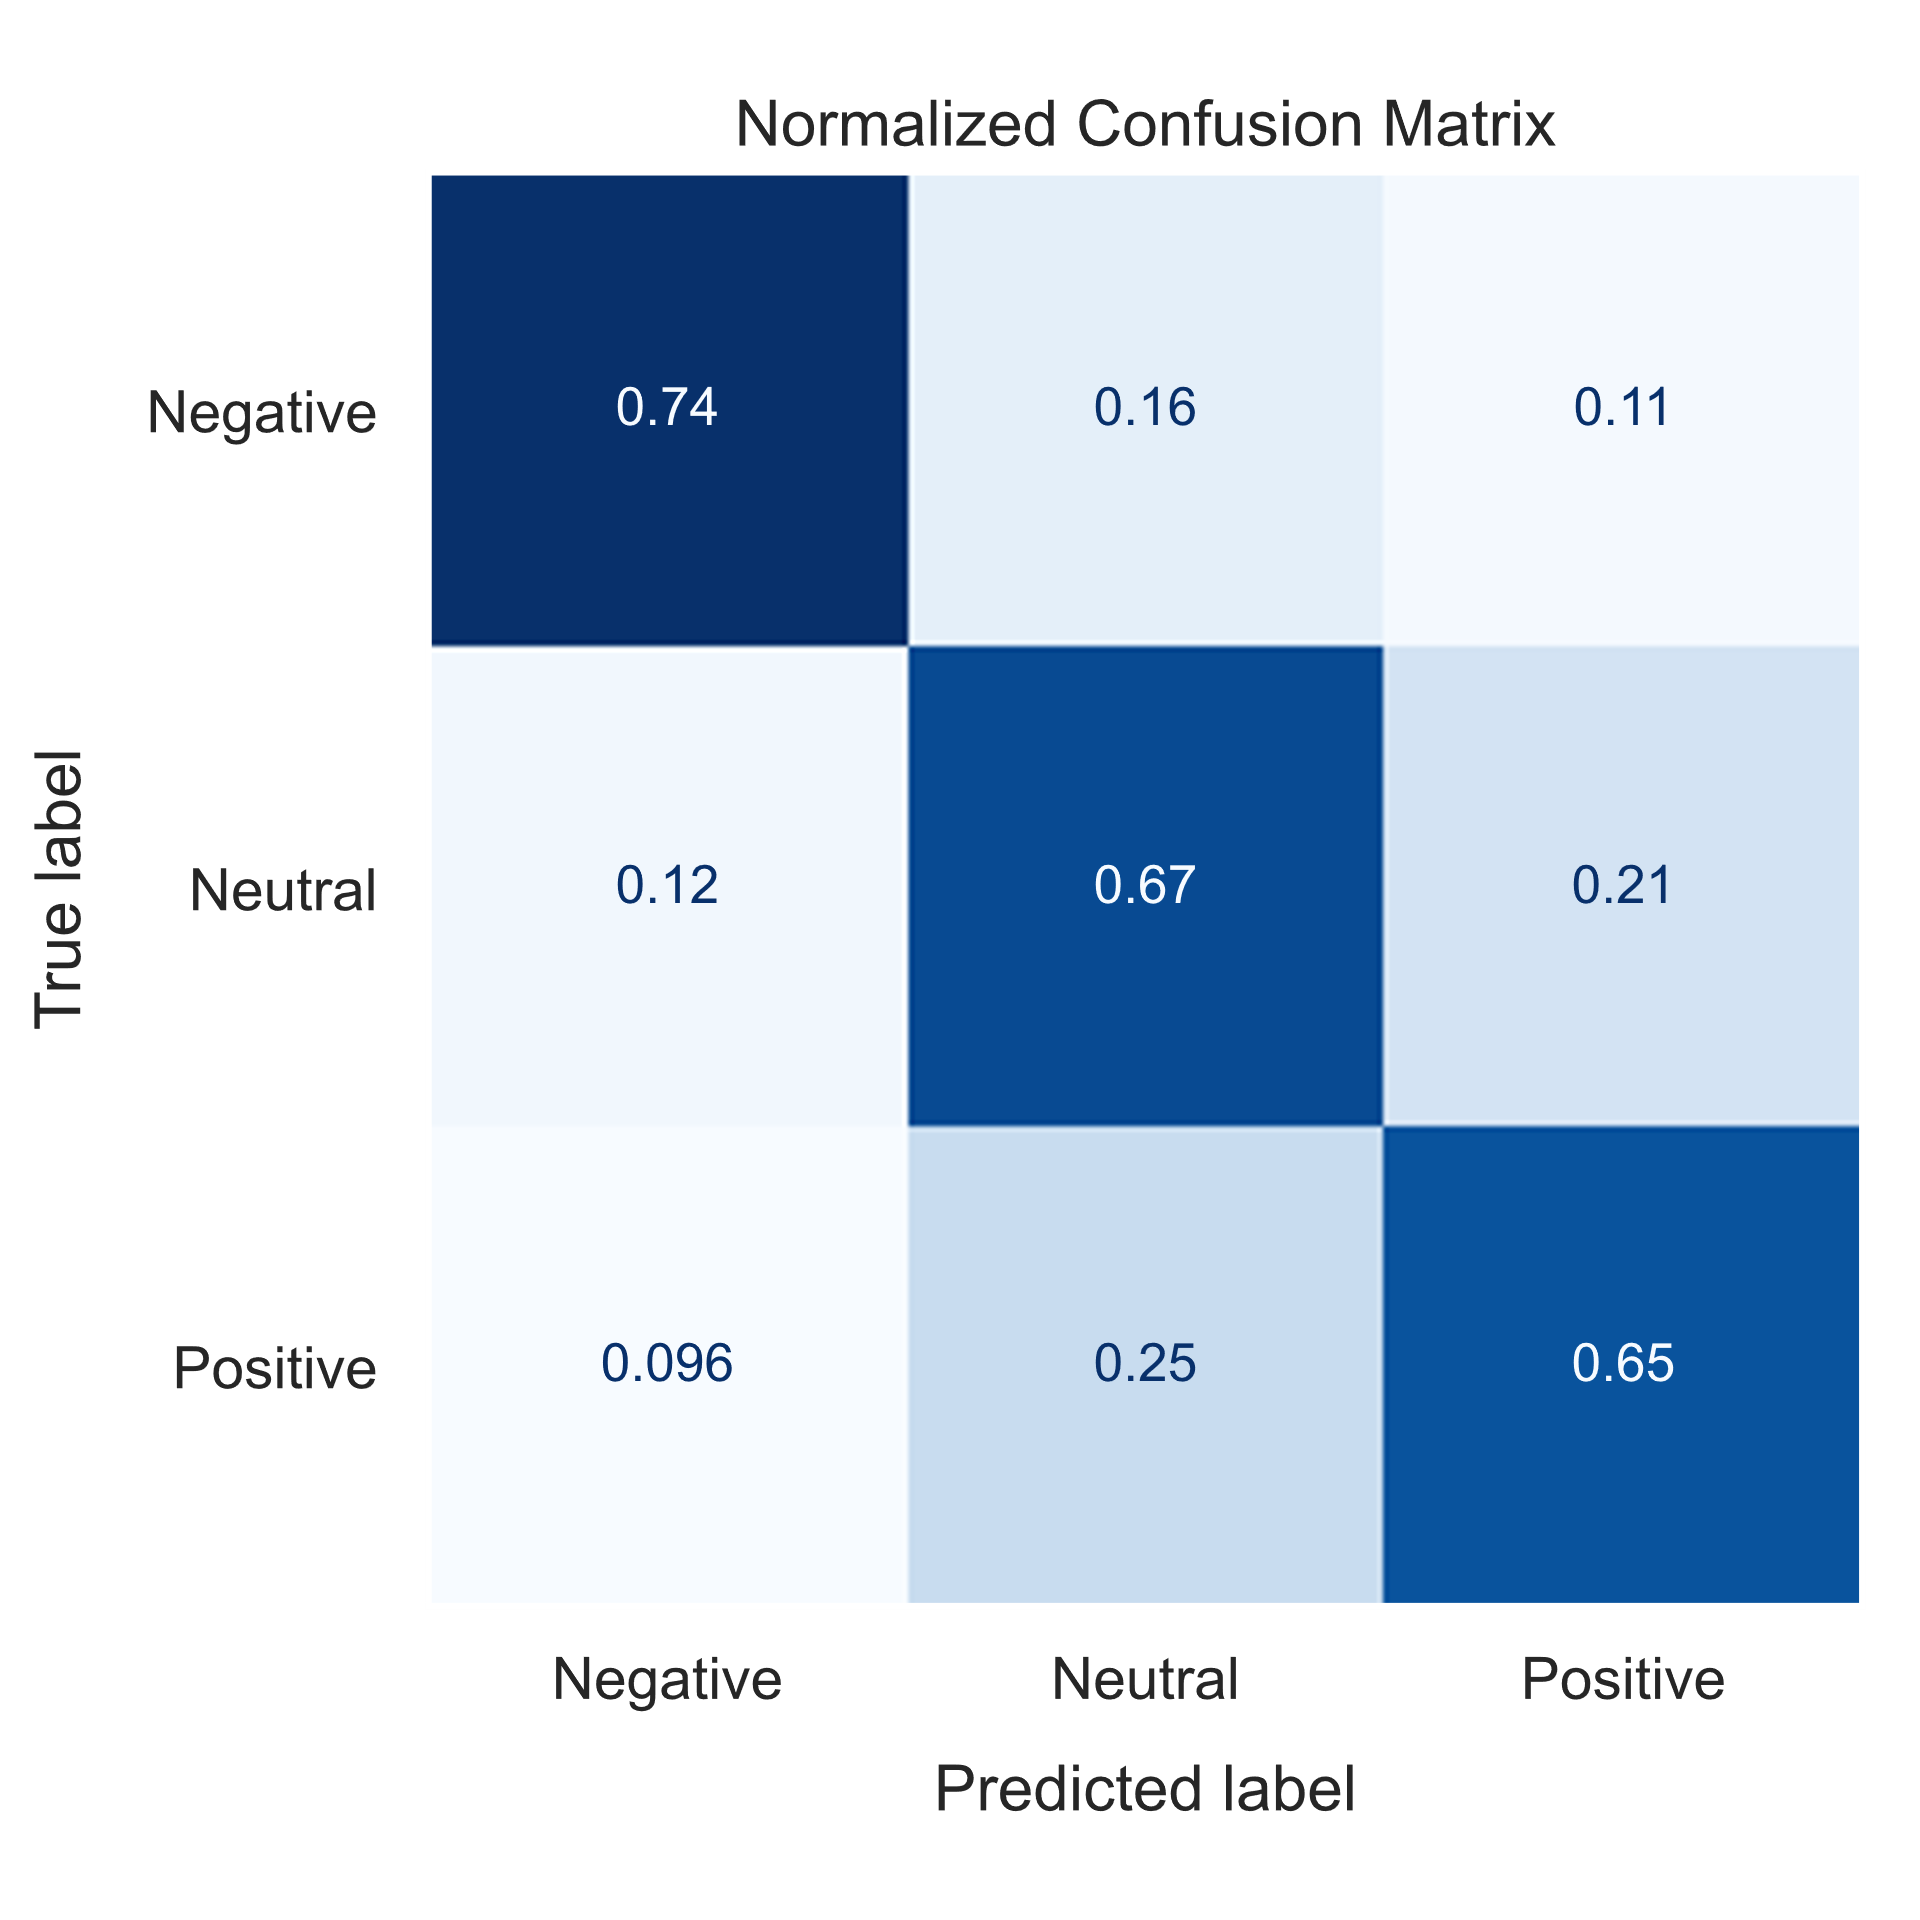 Normalized Confusion Matrix
True label
Negative 0.74 0.16 0.11
Neutral 0.12 0.67 0.21
Positive 0.096 0.25 0.65
Negative Neutral Positive
Predicted label